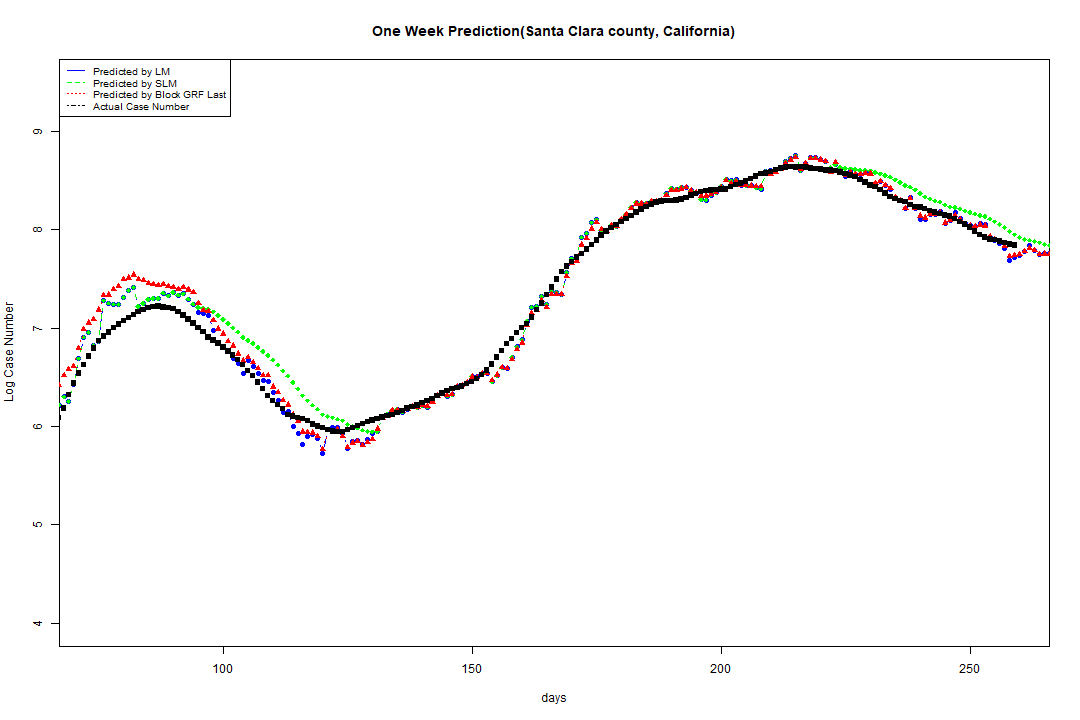 One Week Prediction(Santa Clara county, California)
Predicted by LM
Predicted by SLM
Predicted by Block GRF Last
Actual Case Number
9
8
7
6
5
4
Log Case Number
100 150 200 250
days